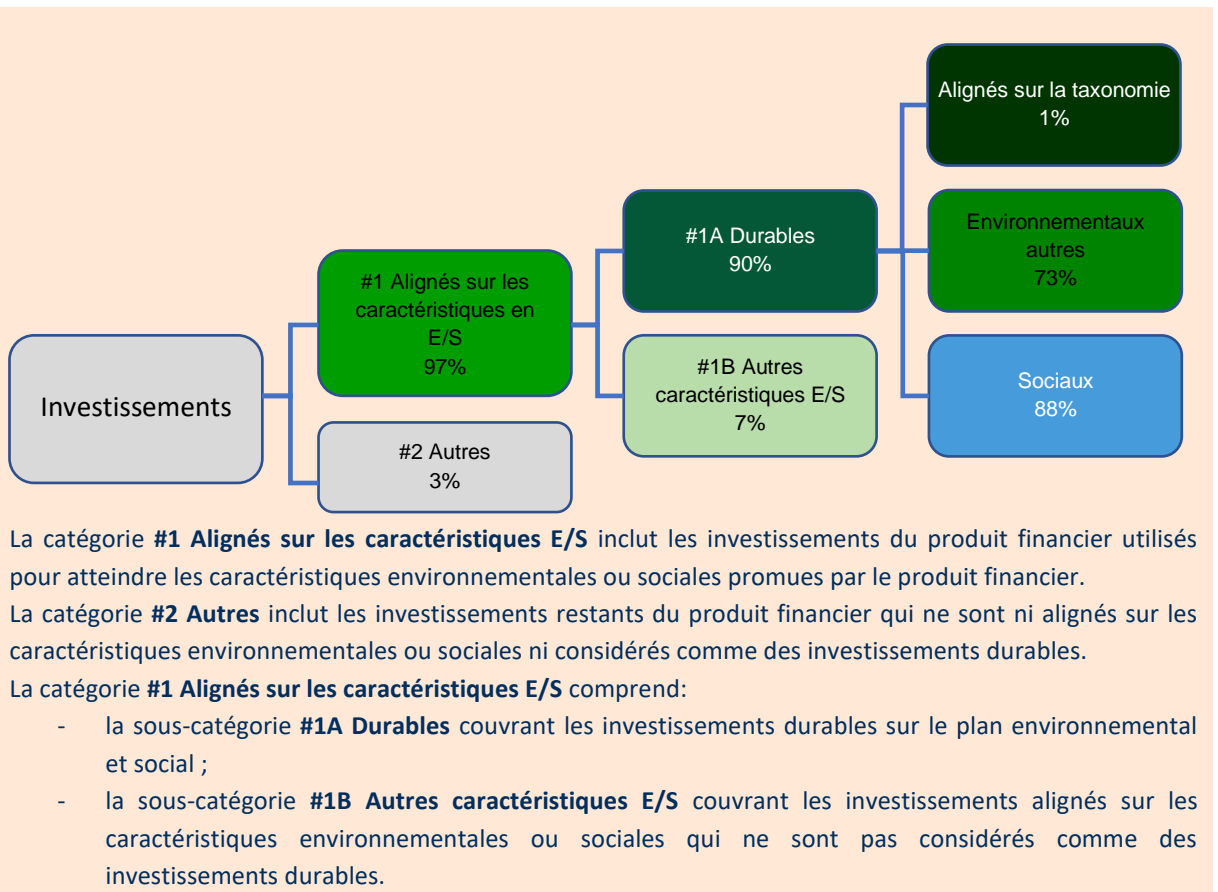 Alignés sur la taxonomie
1%
#1A Durables
90%
Environnementaux
autres
73%
#1 Alignés sur les
caractéristiques en
E/S
97%
Investissements
#1B Autres
caractéristiques E/S
7%
Sociaux
88%
#2 Autres
3%
La catégorie #1 Alignés sur les caractéristiques E/S inclut les investissements du produit financier utilisés
pour atteindre les caractéristiques environnementales ou sociales promues par le produit financier.
La catégorie #2 Autres inclut les investissements restants du produit financier qui ne sont ni alignés sur les
caractéristiques environnementales ou sociales ni considérés comme des investissements durables.
La catégorie #1 Alignés sur les caractéristiques E/S comprend:
- la sous-catégorie #1A Durables couvrant les investissements durables sur le plan environnemental
et social ;
- la sous-catégorie #1B Autres caractéristiques E/S couvrant les investissements alignés sur les
caractéristiques environnementales ou sociales qui ne sont pas considérés comme des
investissements durables.